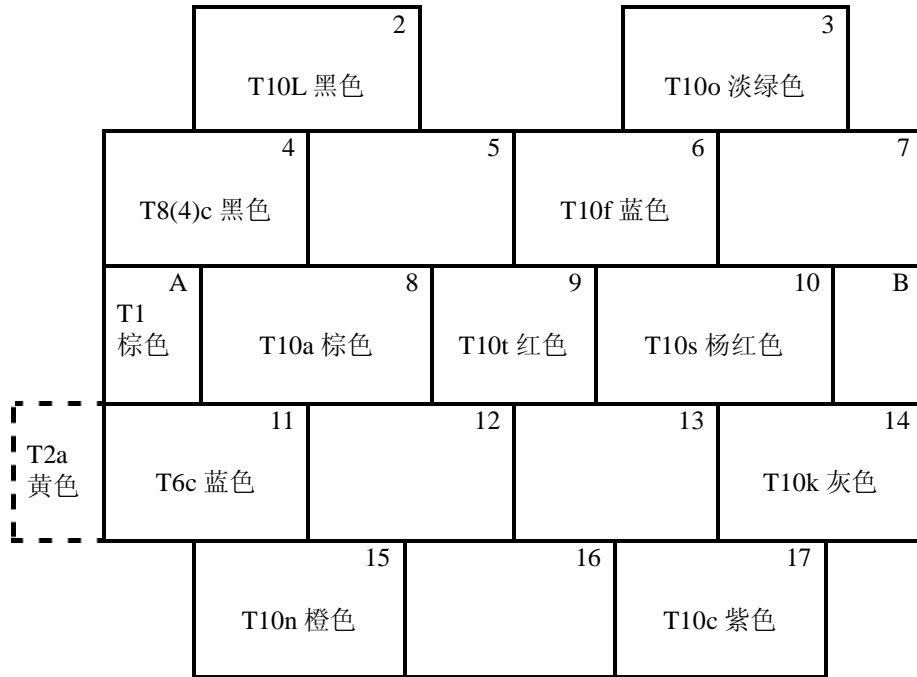 2
T10L 黑色
3
T10o 淡绿色
4
T8(4)c 黑色
5
6
T10f 蓝色
7
A
T1
棕色
8
T10a 棕色
9
T10t 红色
10
T10s 杨红色
B
T2a
黄色
11
T6c 蓝色
12
13
14
T10k 灰色
15
T10n 橙色
16
17
T10c 紫色